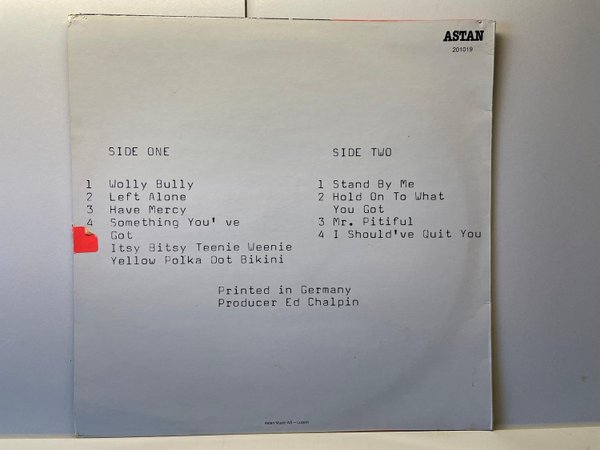 ASTAN
201019
SIDE ONE
1 Wolly Bully
2 Left Alone
3 Have Mercy
4 Something You' ve
Got
Itsy Bitsy Teenie Weenie
Yellow Polka Dot Bikini
SIDE TWO
1 Stand By Me
2 Hold On To What
You Got
3 Mr. Pitiful
4 I Should've Quit You
Printed in Germany
Producer Ed Chalpin